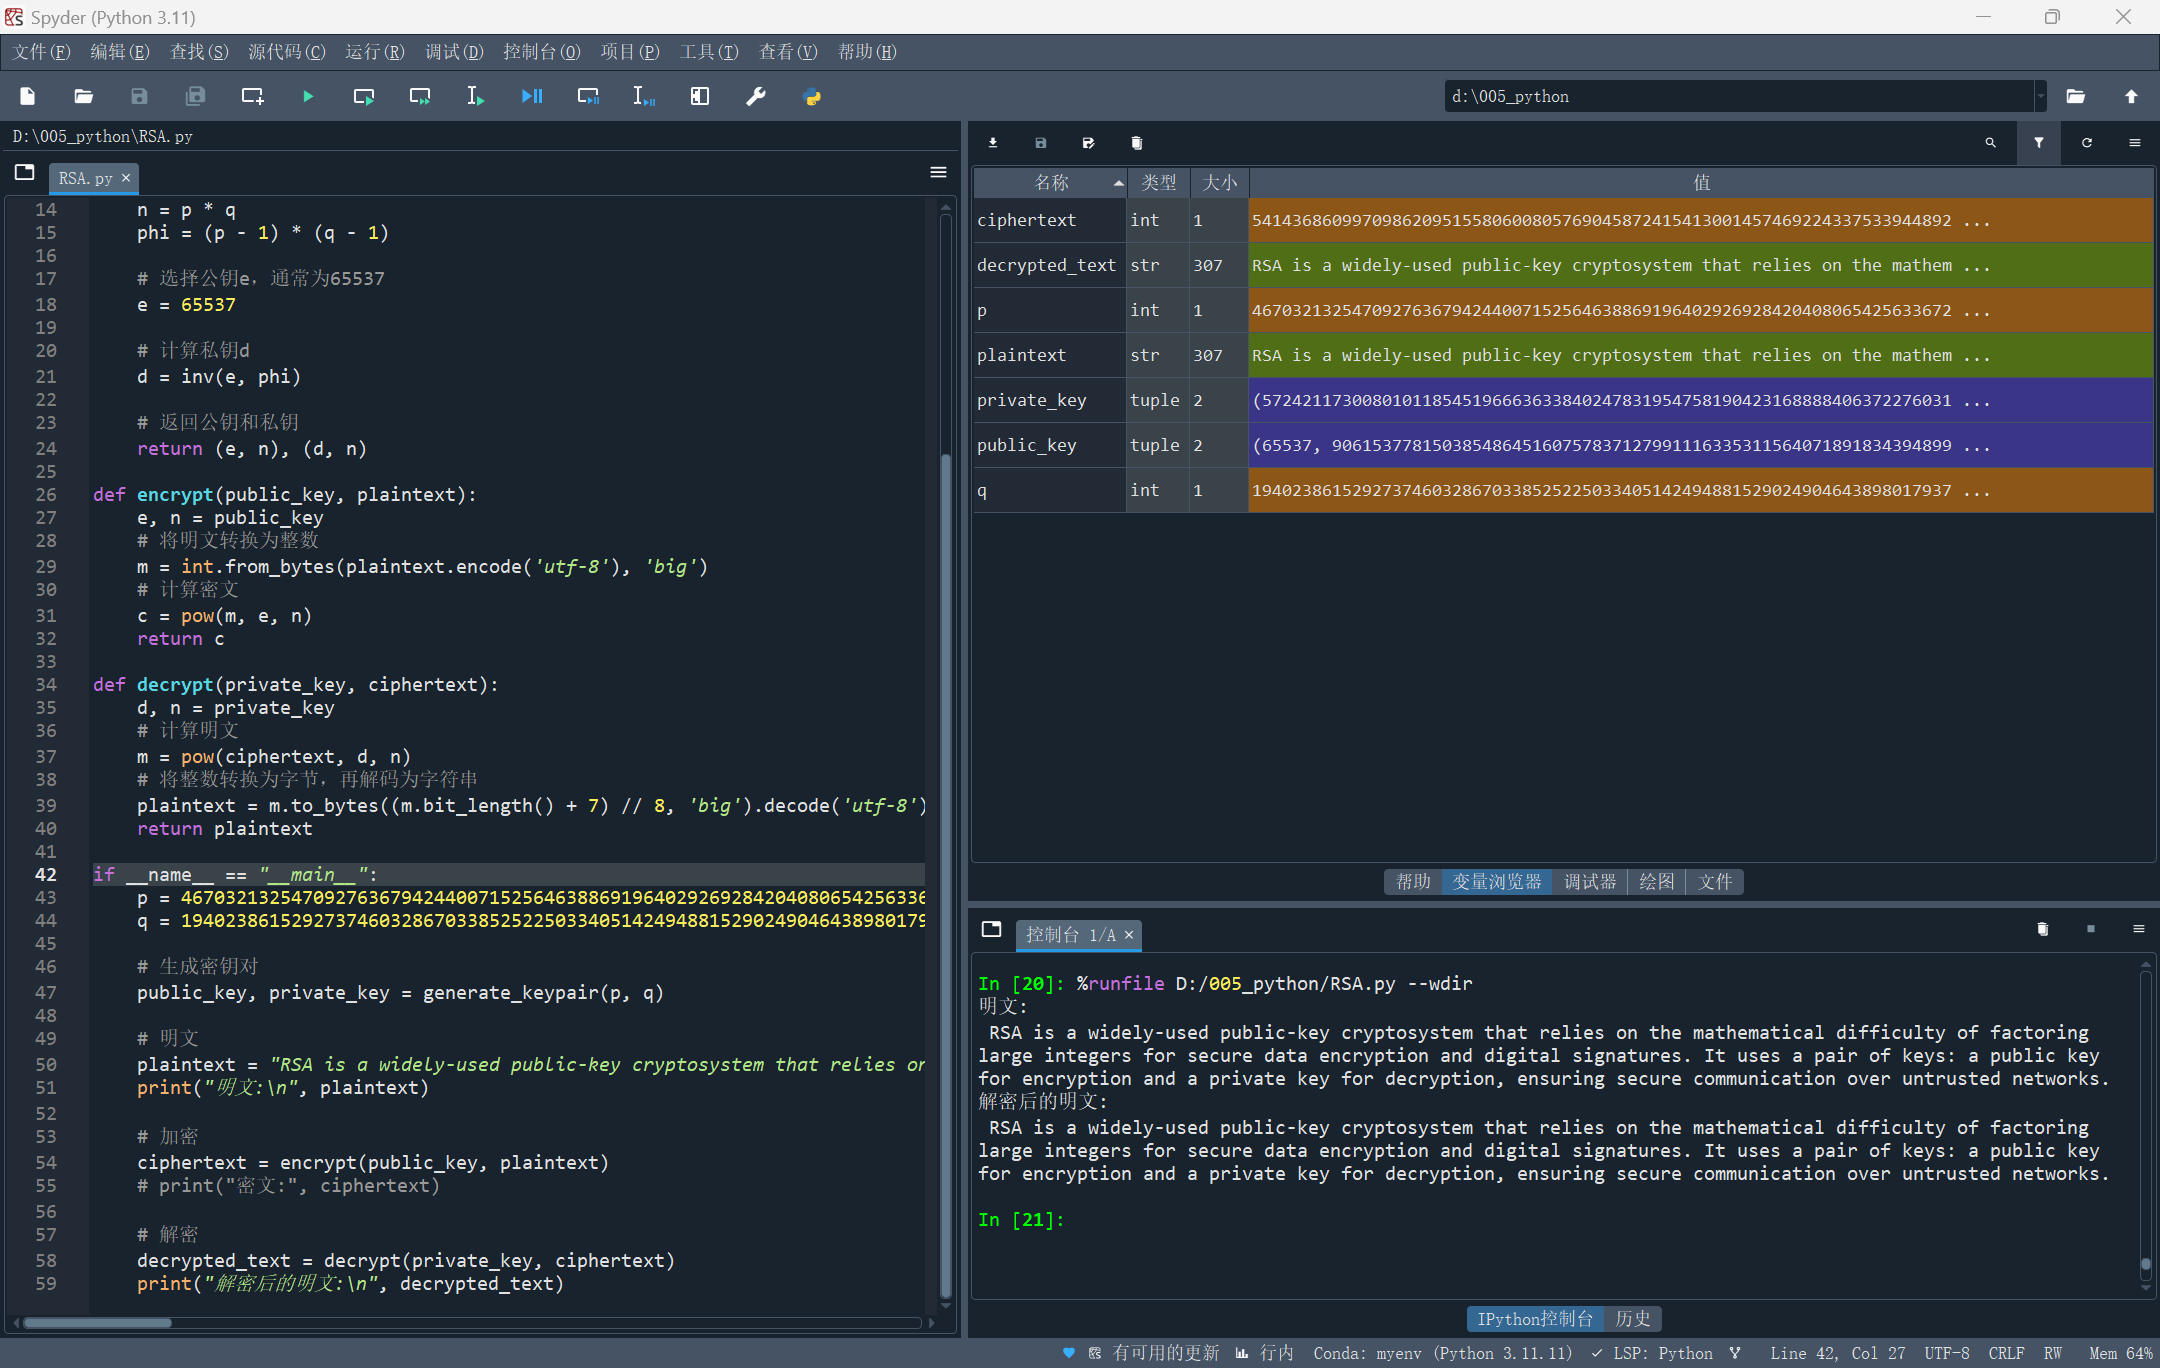 Spyder (Python 3.11)
文件(F) 编辑(E) 查找(S) 源代码(C) 运行(R) 调试(D) 控制台(O) 项目(P) 工具(T) 查看(V) 帮助(H)
d:\005_python
D:\005_python\RSA.py
RSA.py
14 n = p * q
15 phi = (p - 1) * (q - 1)
16
17 # 选择公钥e，通常为65537
18 e = 65537
19
20 # 计算私钥d
21 d = inv(e, phi)
22
23 # 返回公钥和私钥
24 return (e, n), (d, n)
25
26 def encrypt(public_key, plaintext):
27 e, n = public_key
28 # 将明文转换为整数
29 m = int.from_bytes(plaintext.encode('utf-8'), 'big')
30 # 计算密文
31 c = pow(m, e, n)
32 return c
33
34 def decrypt(private_key, ciphertext):
35 d, n = private_key
36 # 计算明文
37 m = pow(ciphertext, d, n)
38 # 将整数转换为字节，再解码为字符串
39 plaintext = m.to_bytes((m.bit_length() + 7) // 8, 'big').decode('utf-8')
40 return plaintext
41
42 if __name__ == "__main__":
43 p = 46703213254709276367942440071525646388691964029269284204080654256336
44 q = 19402386152927374603286703385252250334051424948815290249046438980179
45
46 # 生成密钥对
47 public_key, private_key = generate_keypair(p, q)
48
49 # 明文
50 plaintext = "RSA is a widely-used public-key cryptosystem that relies or
51 print("明文:\n", plaintext)
52
53 # 加密
54 ciphertext = encrypt(public_key, plaintext)
55 # print("密文:", ciphertext)
56
57 # 解密
58 decrypted_text = decrypt(private_key, ciphertext)
59 print("解密后的明文:\n", decrypted_text)
名称 类型 大小 值
ciphertext int 1 5414368609970986209515580600805769045872415413001457469224337533944892 ...
decrypted_text str 307 RSA is a widely-used public-key cryptosystem that relies on the mathem ...
p int 1 4670321325470927636794244007152564638869196402926928420408065425633672 ...
plaintext str 307 RSA is a widely-used public-key cryptosystem that relies on the mathem ...
private_key tuple 2 (572421173008010118545196663633840247831954758190423168888406372276031 ...
public_key tuple 2 (65537, 90615377815038548645160757837127991116335311564071891834394899 ...
q int 1 1940238615292737460328670338525225033405142494881529024904643898017937 ...
帮助 变量浏览器 调试器 绘图 文件
控制台 1/A
In [20]: %runfile D:/005_python/RSA.py --wdir
明文:
RSA is a widely-used public-key cryptosystem that relies on the mathematical difficulty of factoring
large integers for secure data encryption and digital signatures. It uses a pair of keys: a public key
for encryption and a private key for decryption, ensuring secure communication over untrusted networks.
解密后的明文:
RSA is a widely-used public-key cryptosystem that relies on the mathematical difficulty of factoring
large integers for secure data encryption and digital signatures. It uses a pair of keys: a public key
for encryption and a private key for decryption, ensuring secure communication over untrusted networks.
In [21]:
IPython控制台 历史
有可用的更新 行内 Conda: myenv (Python 3.11.11) LSP: Python Line 42, Col 27 UTF-8 CRLF RW Mem 64%